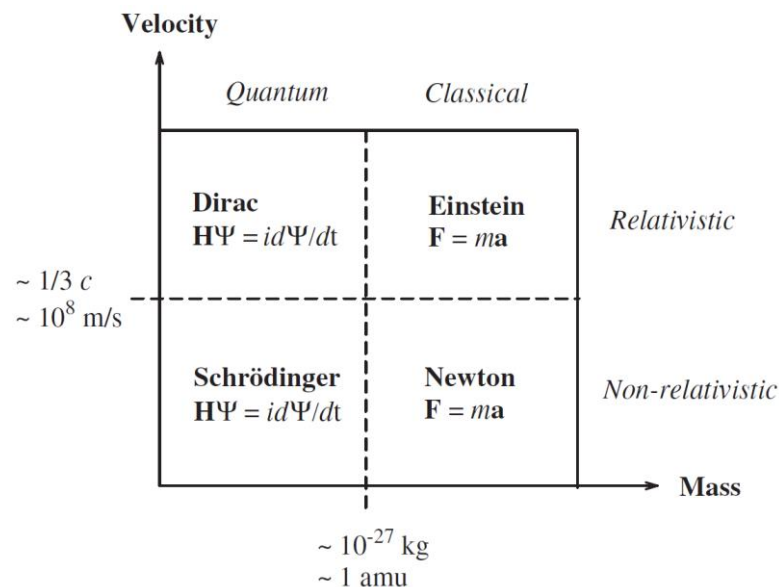 Velocity
Quantum
Classical
Dirac
HΨ = idΨ/dt
Einstein
F = ma
Relativistic
~ 1/3 c
~ 10⁸ m/s
Schrödinger
HΨ = idΨ/dt
Newton
F = ma
Non-relativistic
Mass
~ 10⁻²⁷ kg
~ 1 amu